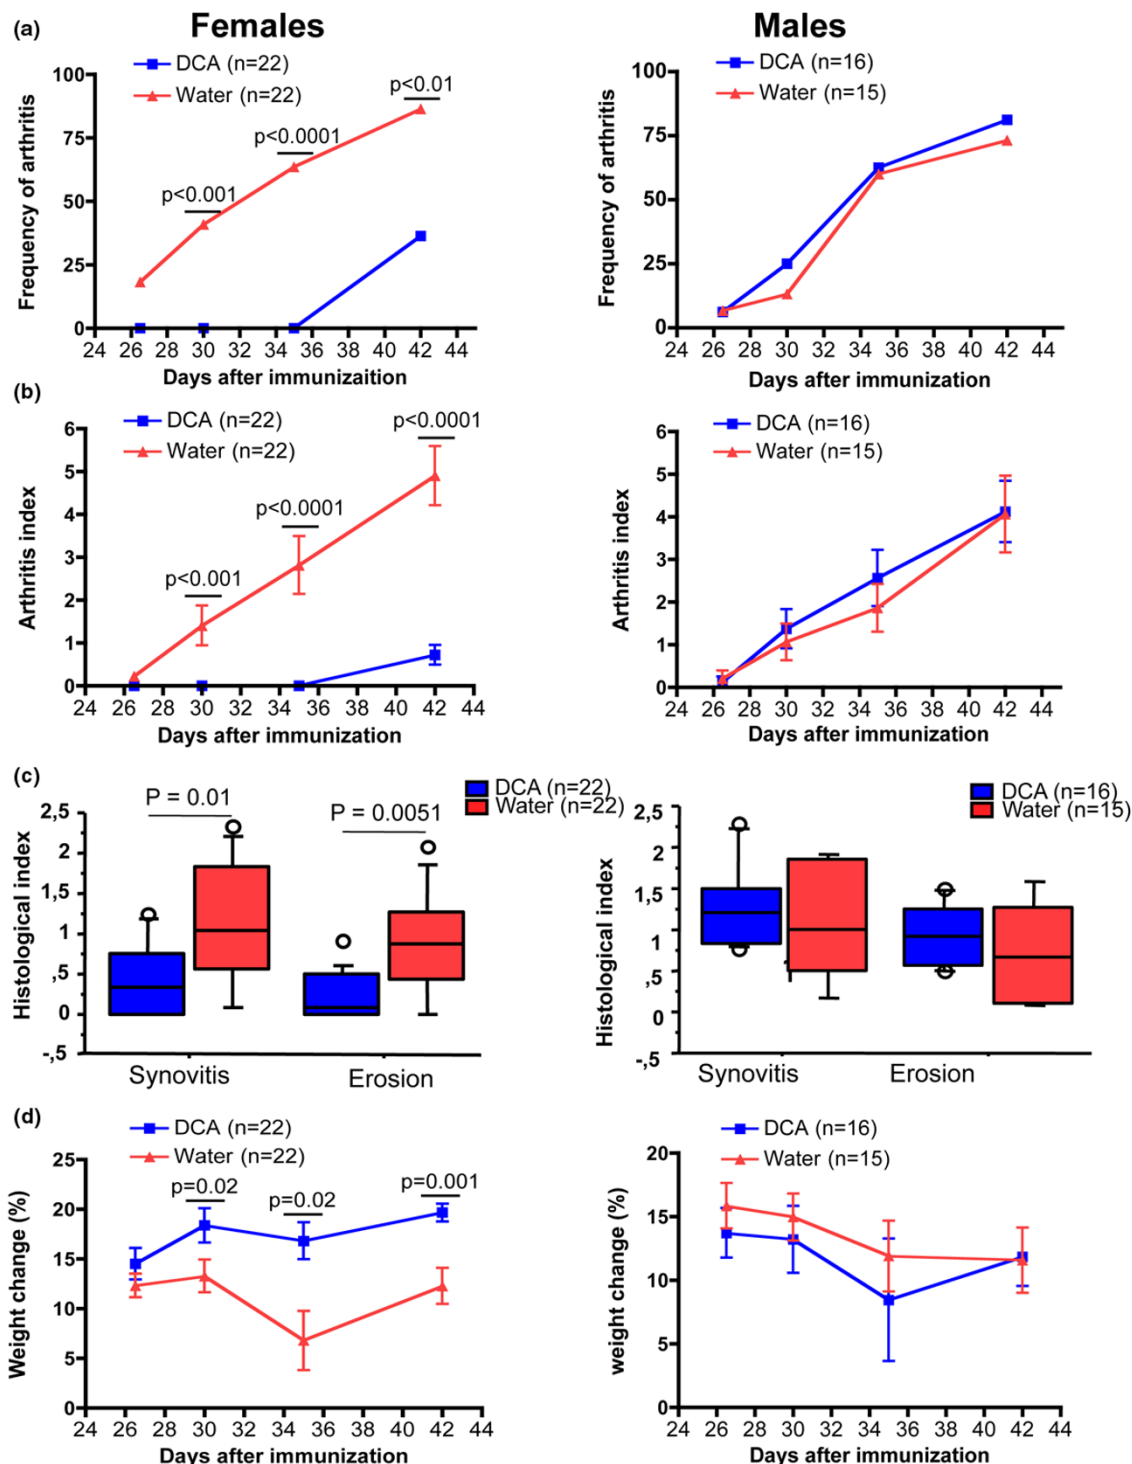 (a)
Females
Males
DCA (n=22)
Water (n=22)
DCA (n=16)
Water (n=15)
p<0.001
p<0.0001
p<0.01
Frequency of arthritis
100
75
50
25
0
24 26 28 30 32 34 36 38 40 42 44
Days after immunizaition
Frequency of arthritis
100
75
50
25
0
24 26 28 30 32 34 36 38 40 42 44
Days after immunization
(b)
DCA (n=22)
Water (n=22)
p<0.001
p<0.0001
p<0.0001
Arthritis index
6
5
4
3
2
1
0
24 26 28 30 32 34 36 38 40 42 44
Days after immunization
DCA (n=16)
Water (n=15)
Arthritis index
6
5
4
3
2
1
0
24 26 28 30 32 34 36 38 40 42 44
Days after immunization
(c)
P = 0.01
P = 0.0051
DCA (n=22)
Water (n=22)
Histological index
2,5
2
1,5
1
,5
0
-,5
Synovitis
Erosion
DCA (n=16)
Water (n=15)
Histological index
2,5
2
1,5
1
,5
0
-,5
Synovitis
Erosion
(d)
DCA (n=22)
Water (n=22)
p=0.02
p=0.02
p=0.001
Weight change (%)
25
20
15
10
5
0
24 26 28 30 32 34 36 38 40 42 44
Days after immunization
DCA (n=16)
Water (n=15)
weight change (%)
20
15
10
5
0
24 26 28 30 32 34 36 38 40 42 44
Days after immunization